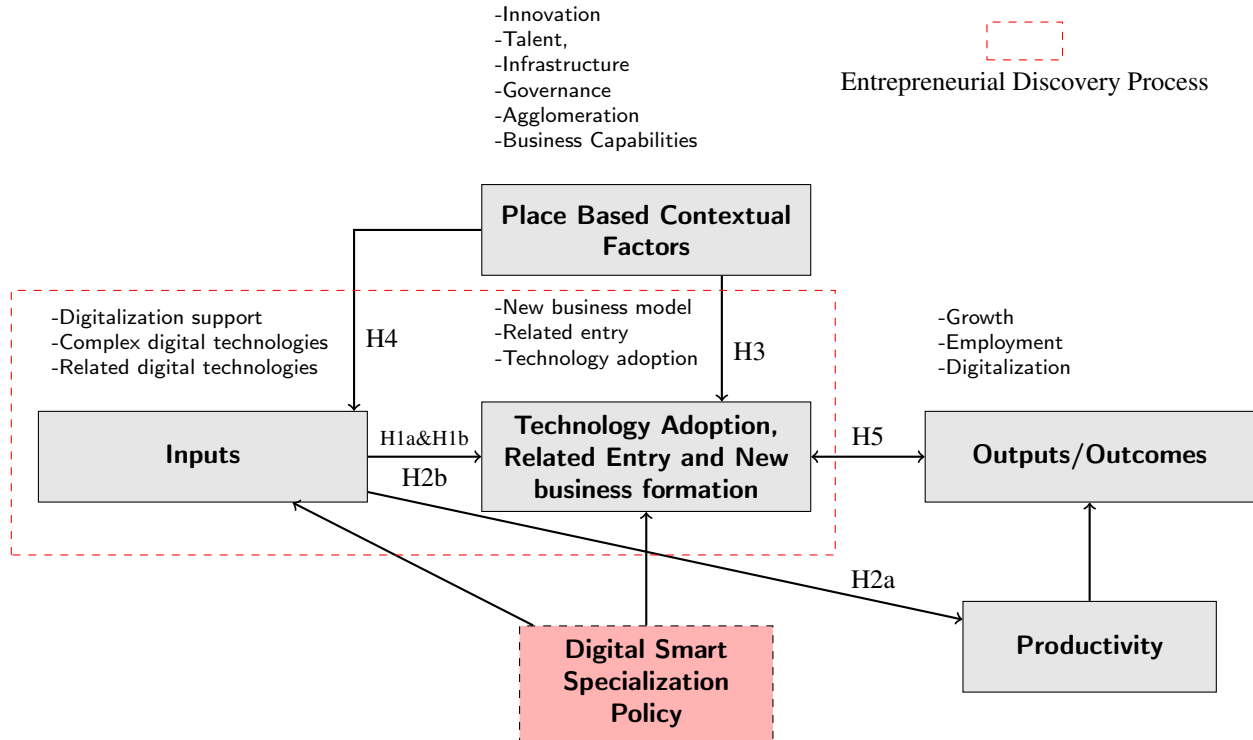 -Innovation
-Talent,
-Infrastructure
-Governance
-Agglomeration
-Business Capabilities
Entrepreneurial Discovery Process
Place Based Contextual
Factors
-Digitalization support
-Complex digital technologies
-Related digital technologies
H4
-New business model
-Related entry
-Technology adoption
H3
-Growth
-Employment
-Digitalization
Inputs
H1a&H1b
H2b
Technology Adoption,
Related Entry and New
business formation
H5
Outputs/Outcomes
H2a
Digital Smart
Specialization
Policy
Productivity